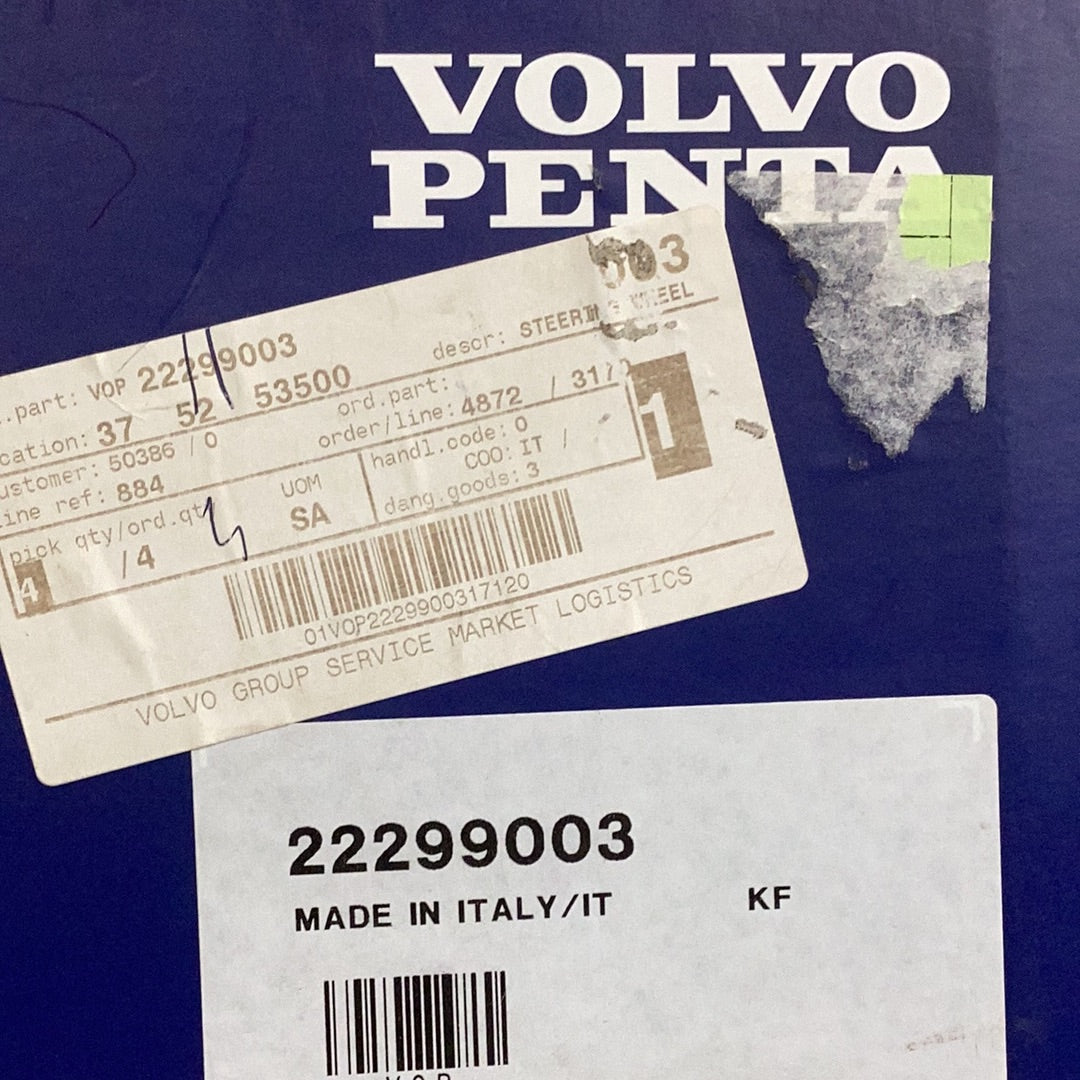 VOLVO
PENTA
003
.part: VOP 22299003
descr: STEERING WHEEL
cation: 37 52 53500
ord.part:
ustomer: 50386 / 0
order/line: 4872 / 317
ine ref: 884
handl.code: 0
COO: IT /
pick qty/ord.qt
UOM
dang.goods: 3
4 /4
SA
1
01VOP2229900317120
VOLVO GROUP SERVICE MARKET LOGISTICS
22299003
MADE IN ITALY/IT KF